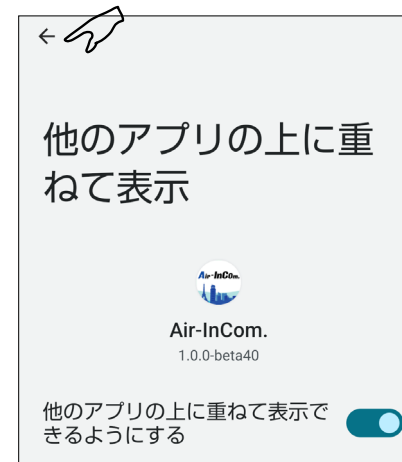 他のアプリの上に重
ねて表示
Air-InCom.
Air-InCom.
1.0.0-beta40
他のアプリの上に重ねて表示で
きるようにする